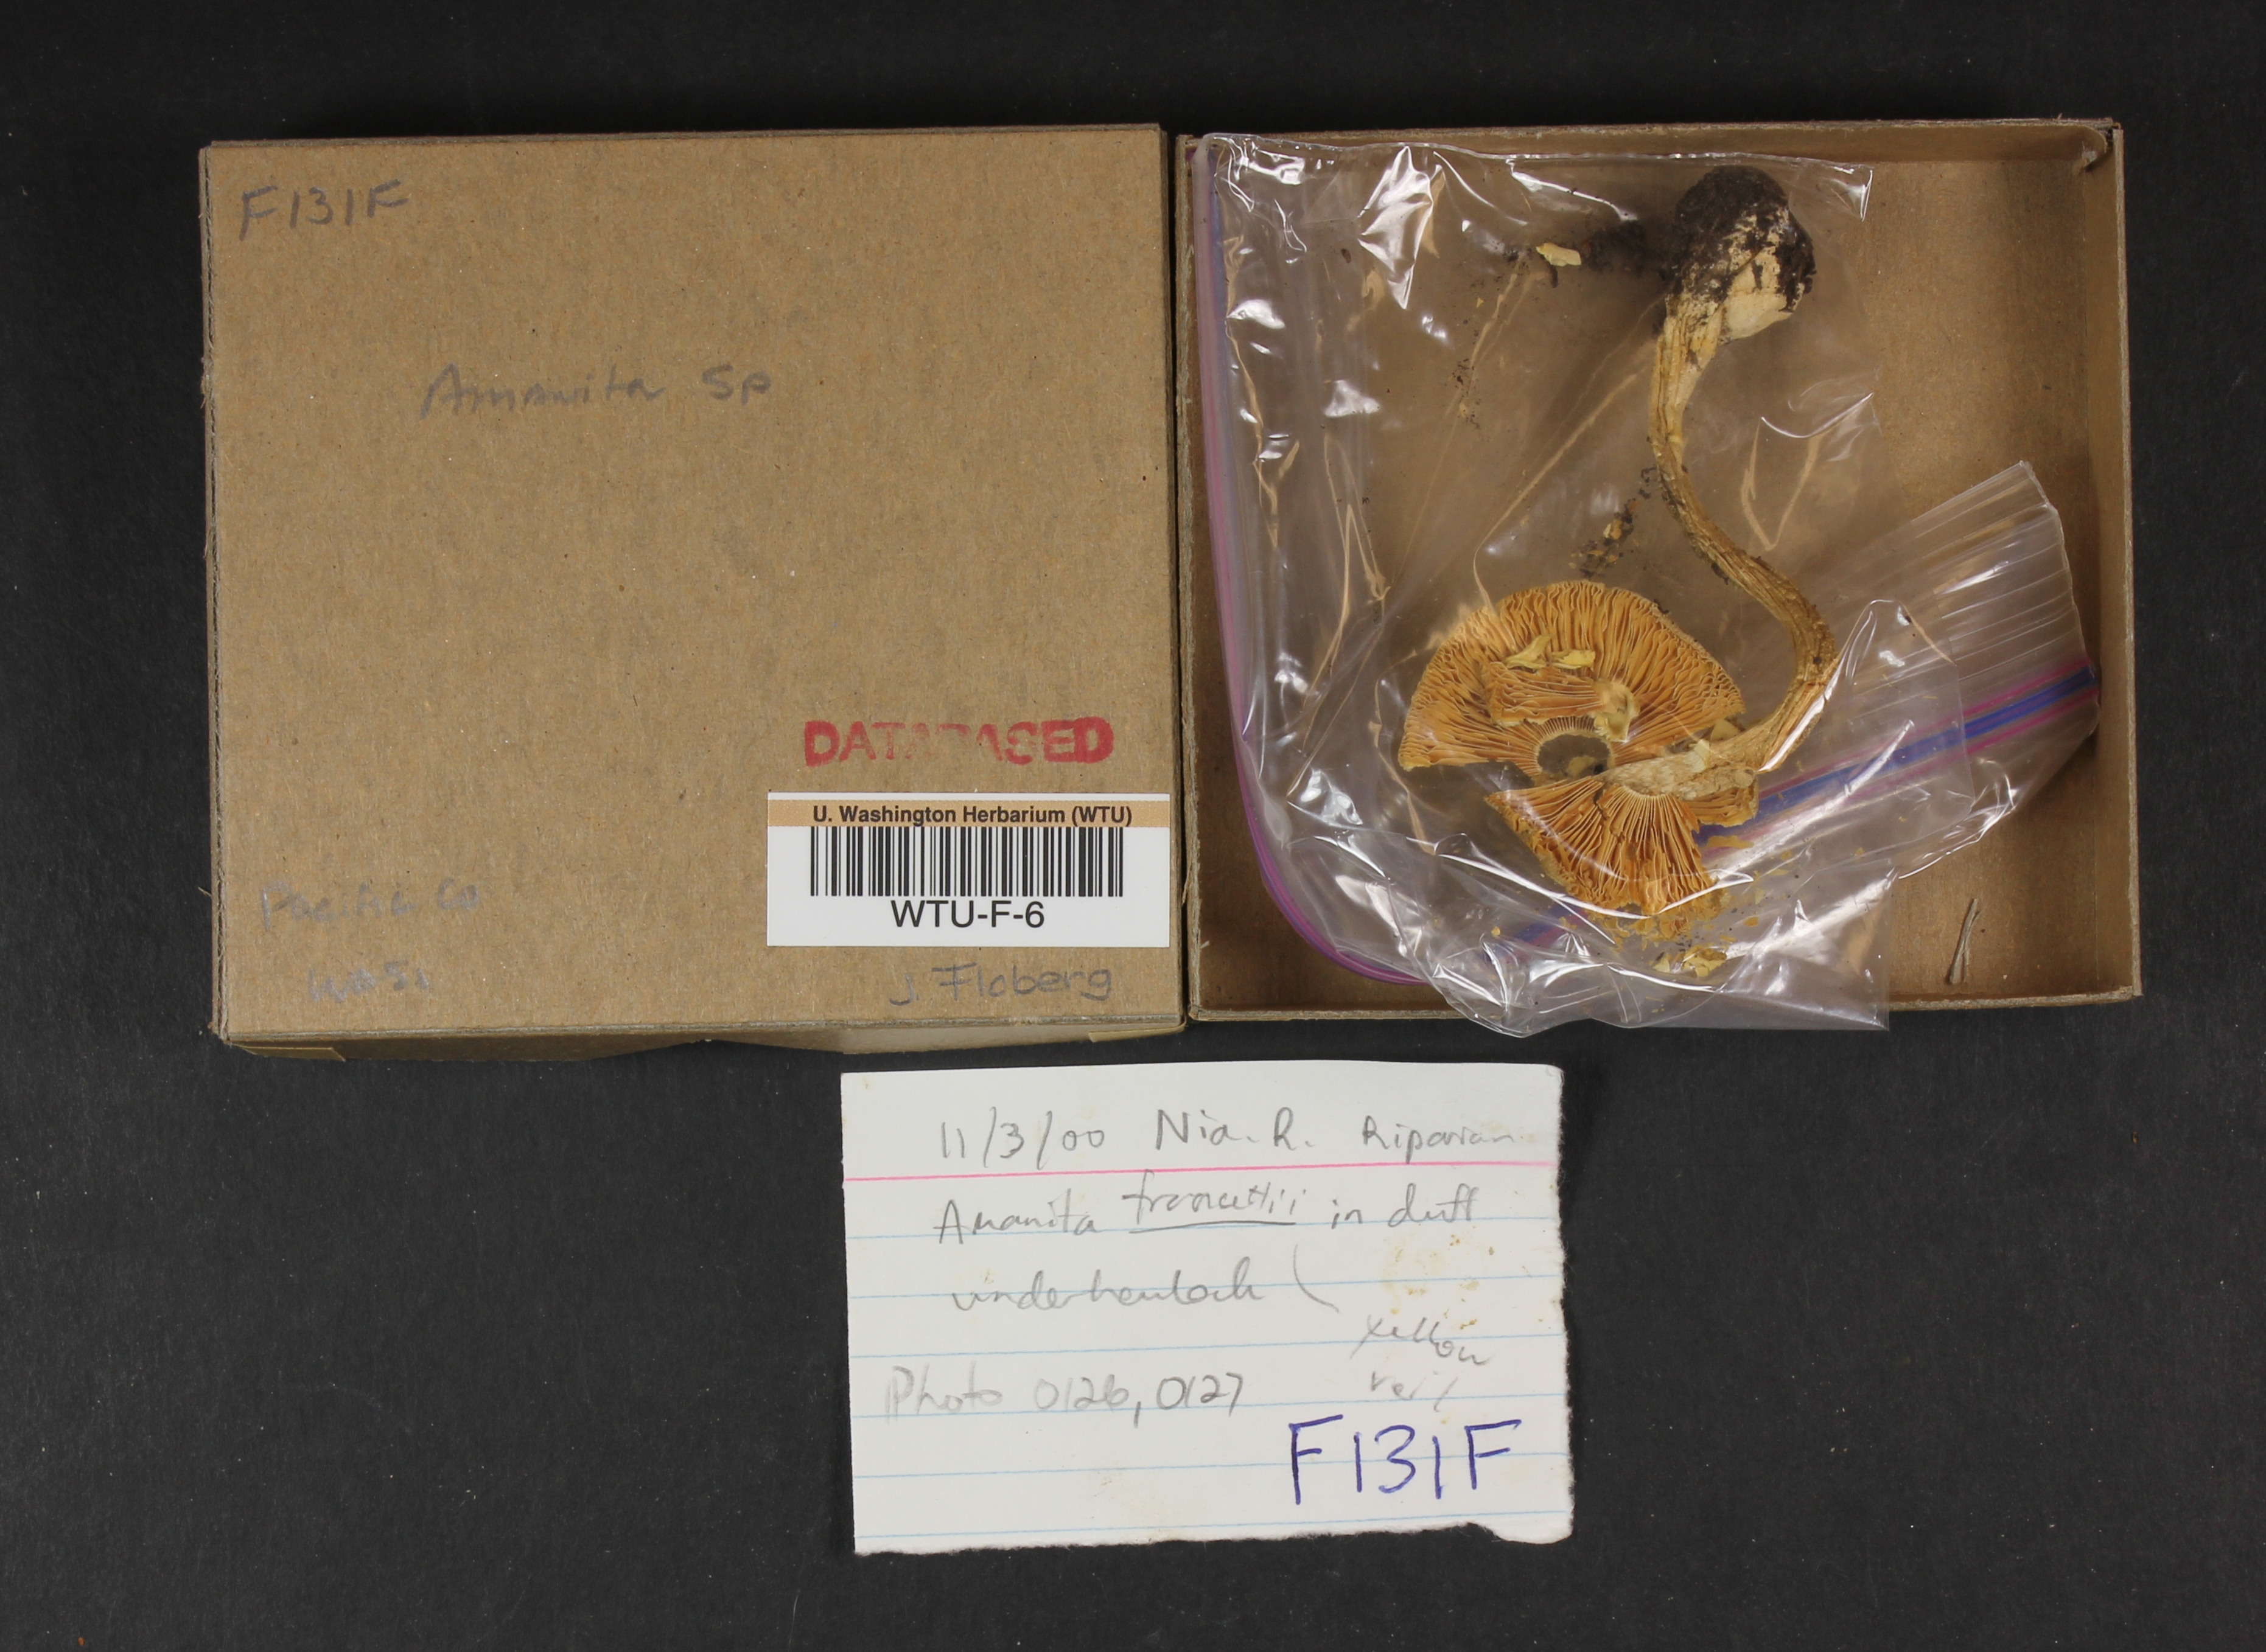 F131F
Amanita Sp
DATABASED
U. Washington Herbarium (WTU)
WTU-F-6
Pacific Co
Wash
J. Floberg
11/3/00 Nia. R. Riparian
Amanita francettii in duff
under hemlock (
yellow
veil
Photo 0126, 0127
F131F